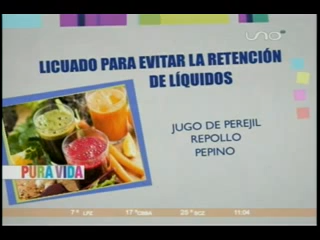 UNO
LICUADO PARA EVITAR LA RETENCIÓN
DE LÍQUIDOS
JUGO DE PEREJIL
REPOLLO
PEPINO
PURA VIDA
7° LPZ 17° CBBA 25° SCZ 11:04